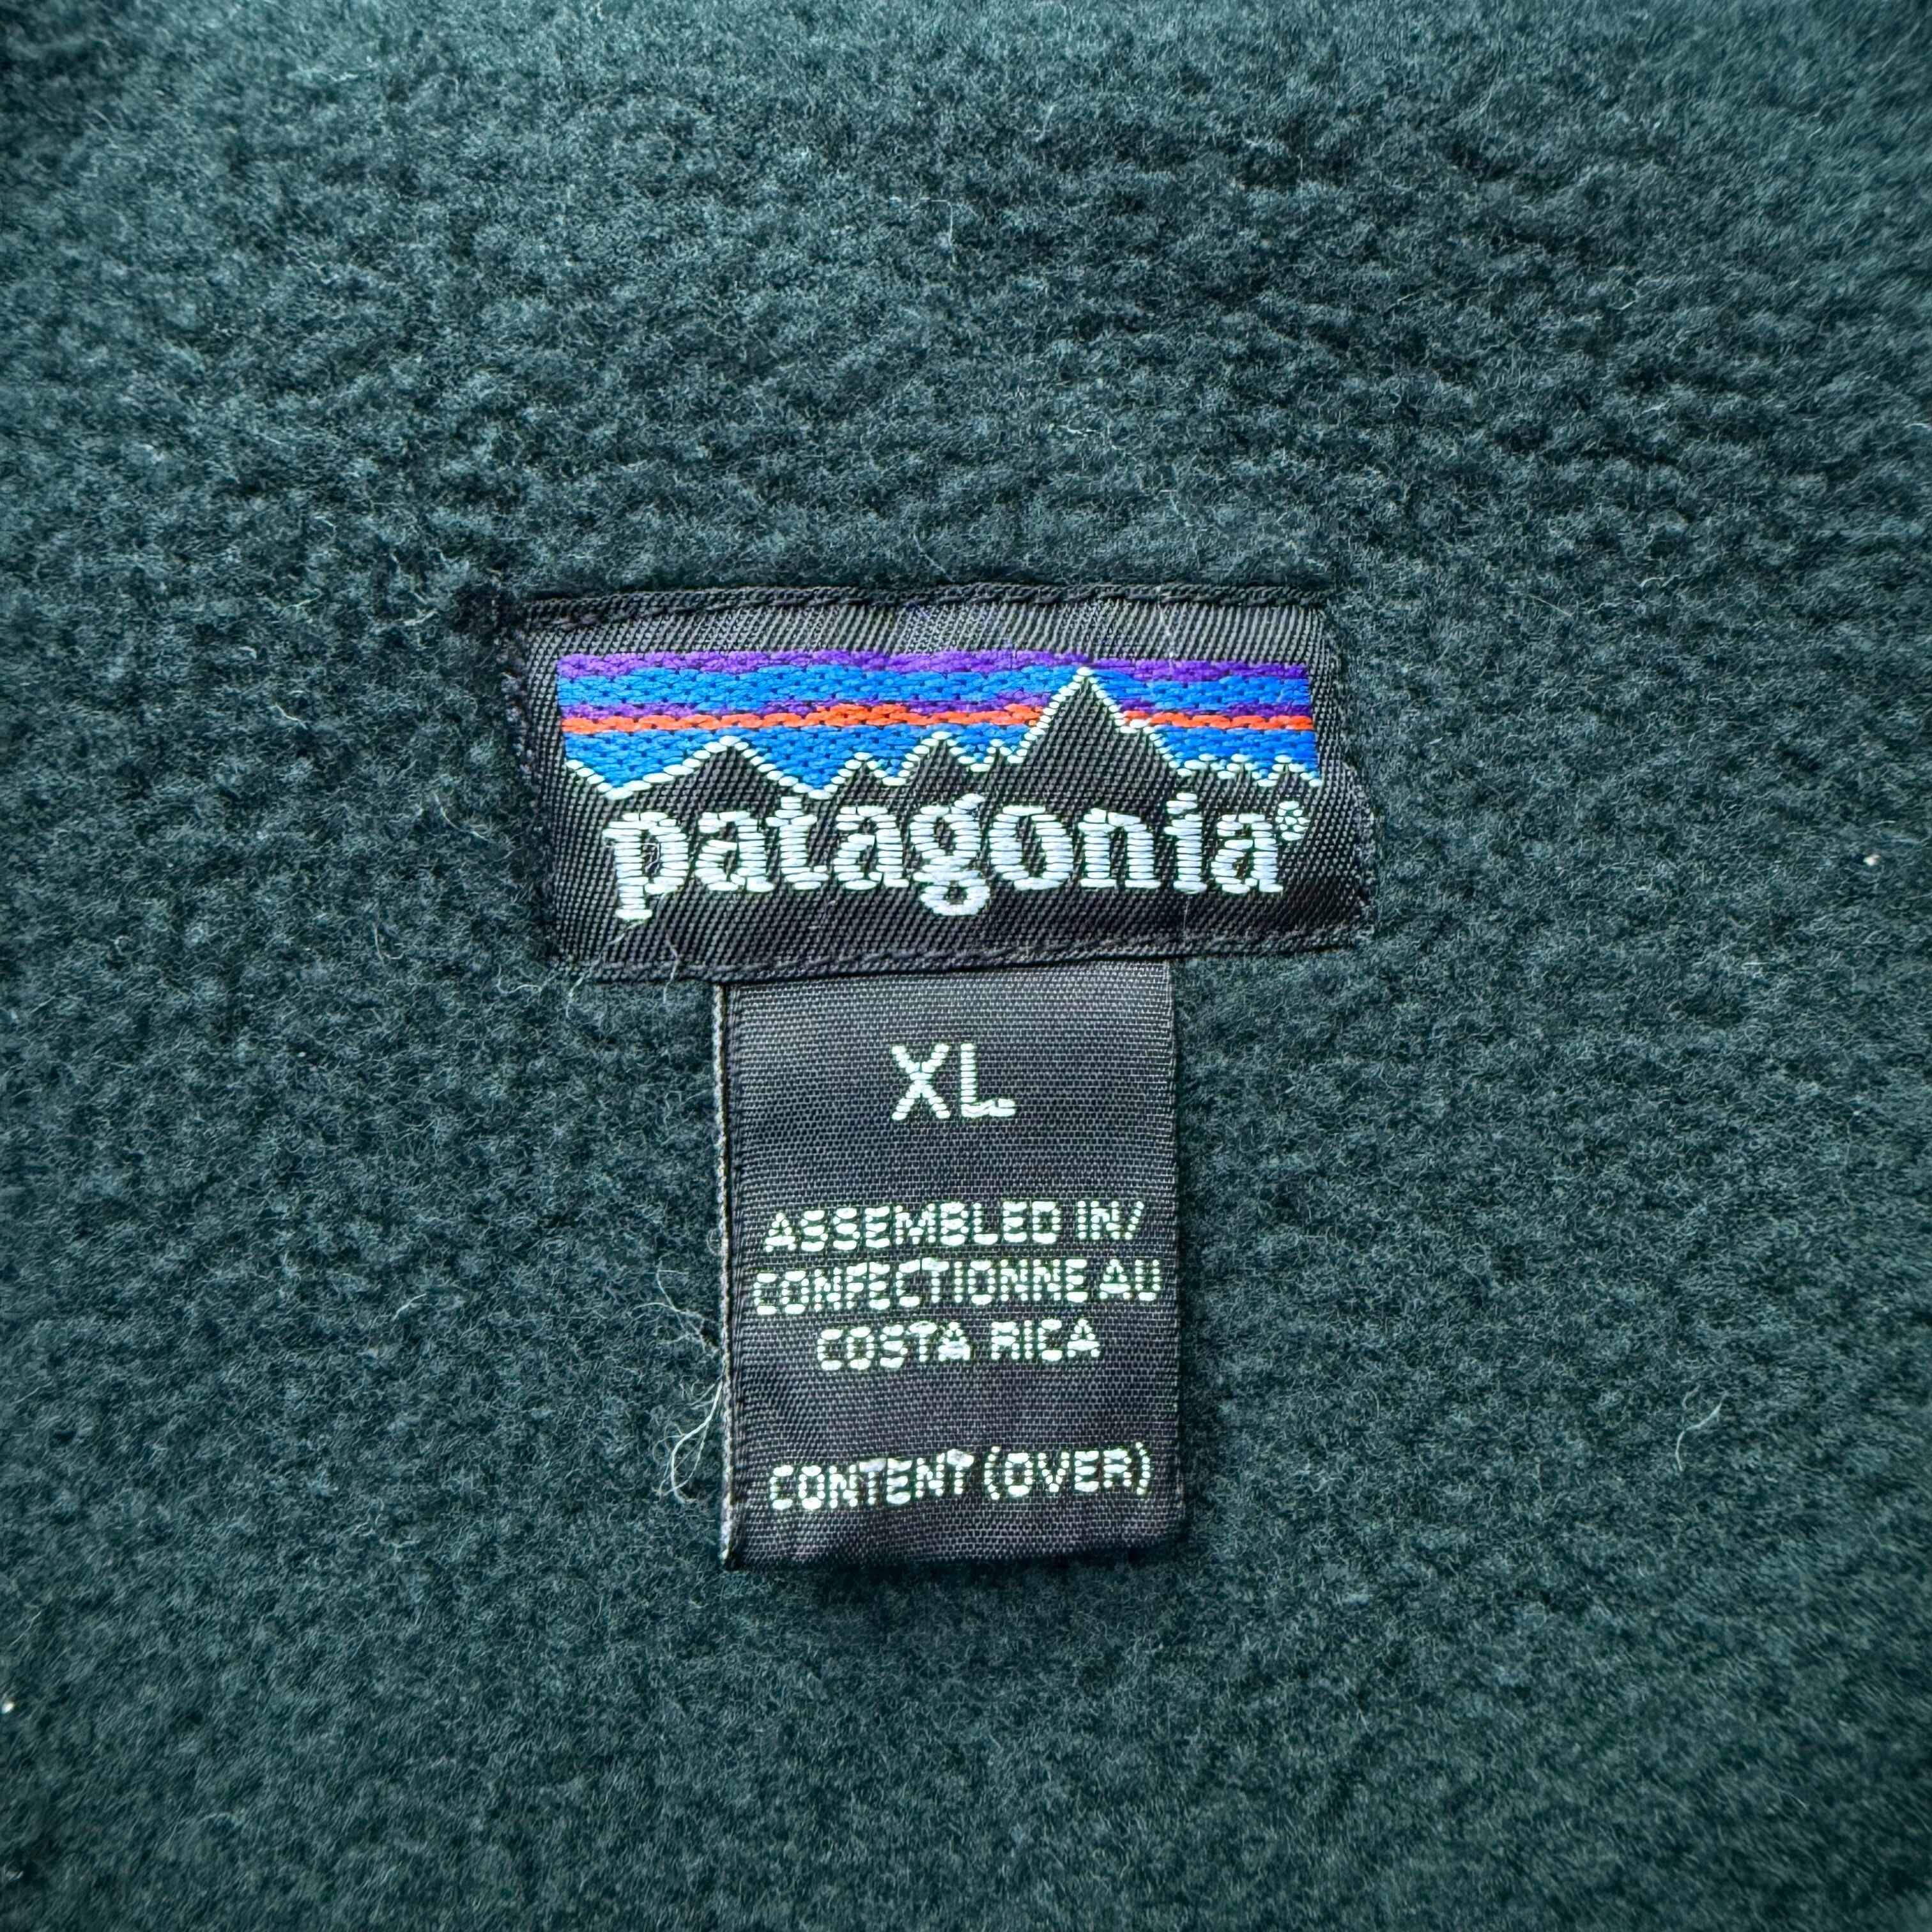 patagonia®
XL
ASSEMBLED IN/
CONFECTIONNE AU
COSTA RICA
CONTENT (OVER)